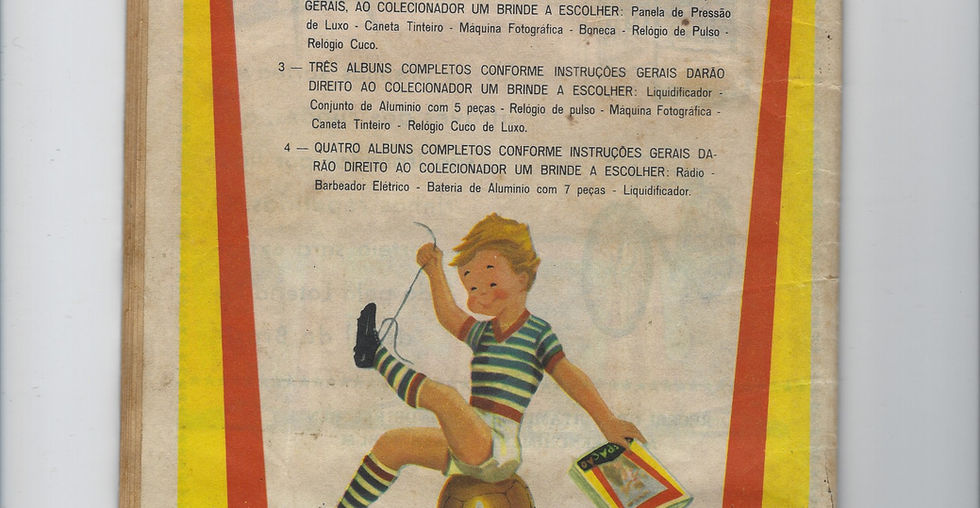 GERAIS, AO COLECIONADOR UM BRINDE A ESCOLHER: Panela de Pressão
de Luxo - Caneta Tinteiro - Máquina Fotográfica - Boneca - Relógio de Pulso -
Relógio Cuco.
3 — TRÊS ALBUNS COMPLETOS CONFORME INSTRUÇÕES GERAIS DARÃO
DIREITO AO COLECIONADOR UM BRINDE A ESCOLHER: Liquidificador -
Conjunto de Aluminio com 5 peças - Relógio de pulso - Máquina Fotográfica -
Caneta Tinteiro - Relógio Cuco de Luxo.
4 — QUATRO ALBUNS COMPLETOS CONFORME INSTRUÇÕES GERAIS DA-
RÃO DIREITO AO COLECIONADOR UM BRINDE A ESCOLHER: Rádio -
Barbeador Elétrico - Bateria de Aluminio com 7 peças - Liquidificador.